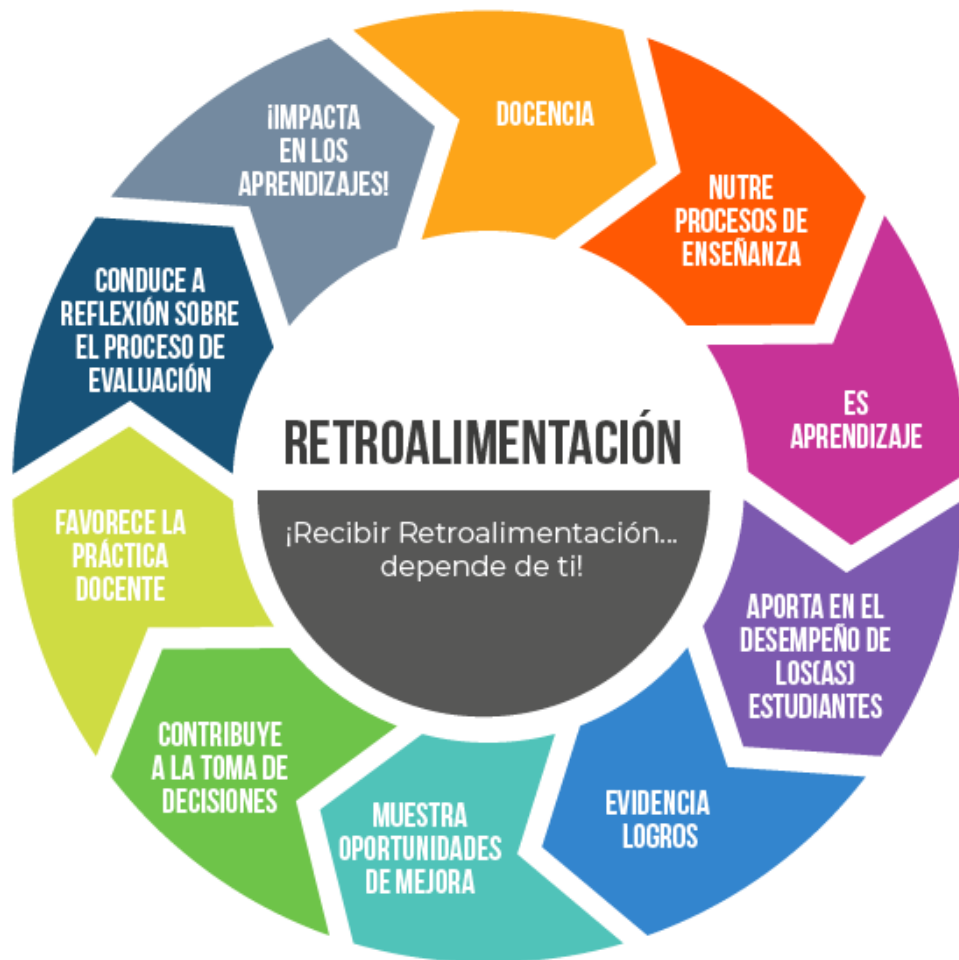 DOCENCIA
NUTRE
PROCESOS DE
ENSEÑANZA
ES
APRENDIZAJE
APORTA EN EL
DESEMPEÑO DE
LOS(AS)
ESTUDIANTES
EVIDENCIA
LOGROS
MUESTRA
OPORTUNIDADES
DE MEJORA
CONTRIBUYE
A LA TOMA DE
DECISIONES
FAVORECE LA
PRÁCTICA
DOCENTE
CONDUCE A
REFLEXIÓN SOBRE
EL PROCESO DE
EVALUACIÓN
¡IMPACTA
EN LOS
APRENDIZAJES!
RETROALIMENTACIÓN
¡Recibir Retroalimentación...
depende de ti!